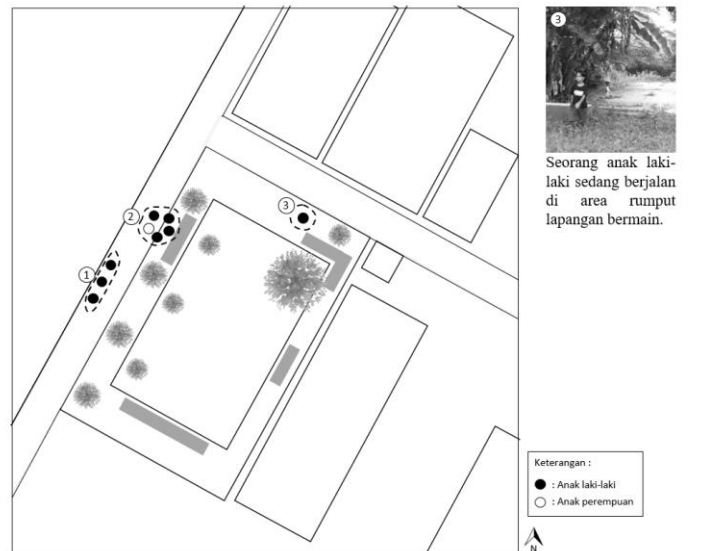 3
Seorang anak laki-
laki sedang berjalan
di area rumput
lapangan bermain.
2
3
1
Keterangan :
: Anak laki-laki
: Anak perempuan
N